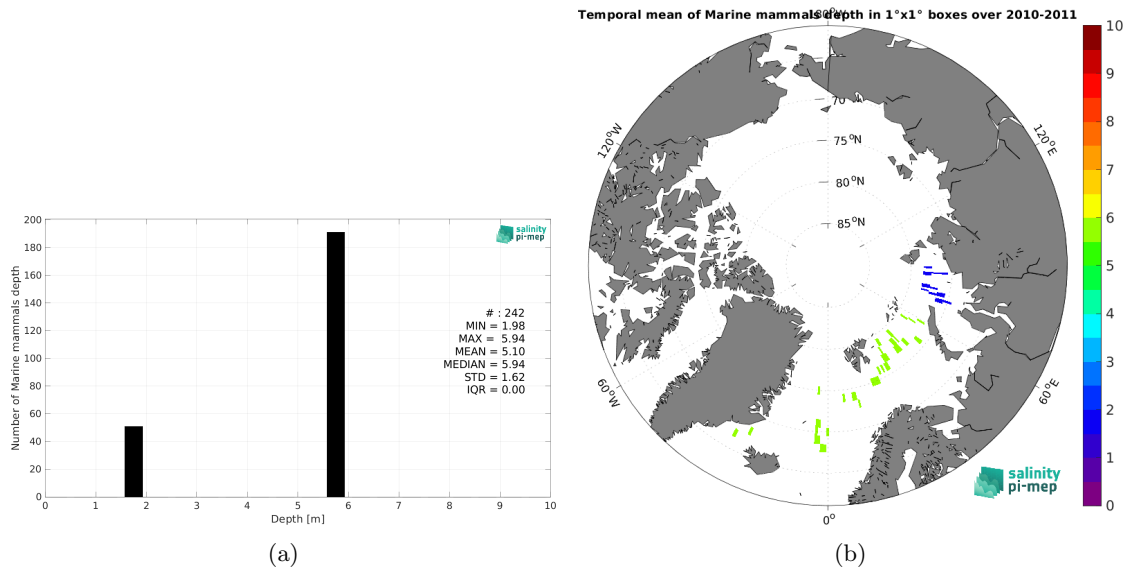 200
180
160
140
120
100
80
60
40
20
0
Number of Marine mammals depth
salinity
pi-mep
# : 242
MIN = 1.98
MAX =  5.94
MEAN = 5.10
MEDIAN = 5.94
STD = 1.62
IQR = 0.00
0 1 2 3 4 5 6 7 8 9 10
Depth [m]
(a)
Temporal mean of Marine mammals depth in 1°x1° boxes over 2010-2011
120°W
120°E
75°N
80°N
85°N
60°W
60°E
0°
salinity
pi-mep
10
9
8
7
6
5
4
3
2
1
0
(b)